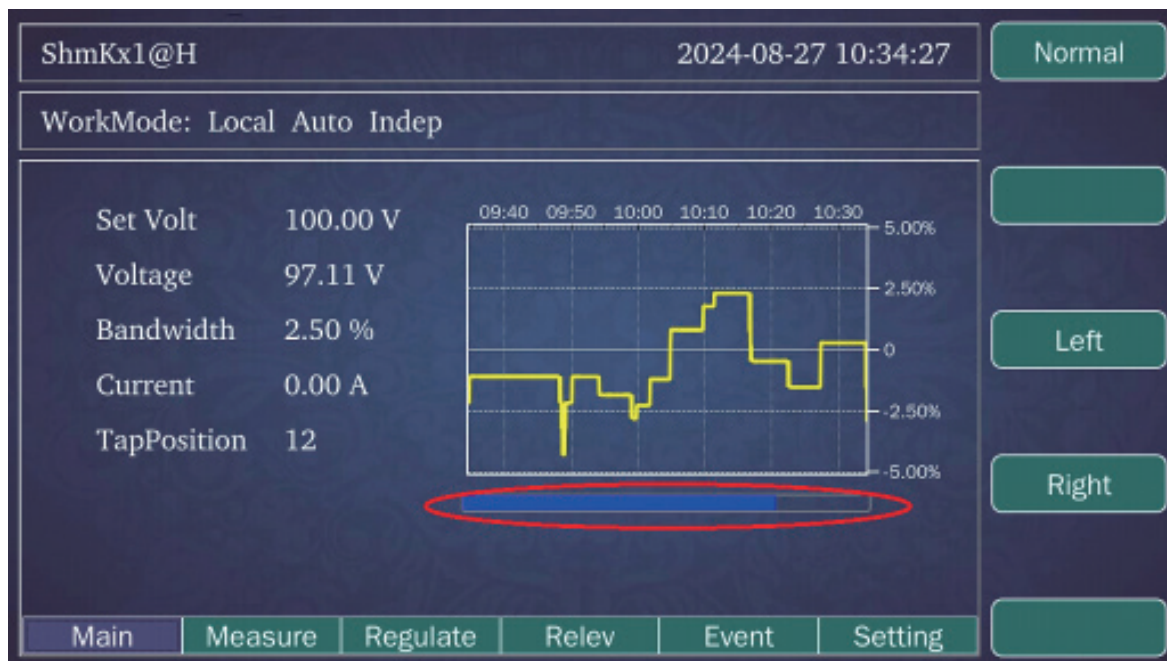 ShmKx1@H 2024-08-27 10:34:27
Normal
WorkMode: Local Auto Indep
Set Volt 100.00 V
Voltage 97.11 V
Bandwidth 2.50 %
Current 0.00 A
TapPosition 12
09:40 09:50 10:00 10:10 10:20 10:30
5.00%
2.50%
0
-2.50%
-5.00%
Left
Right
Main Measure Regulate Relev Event Setting